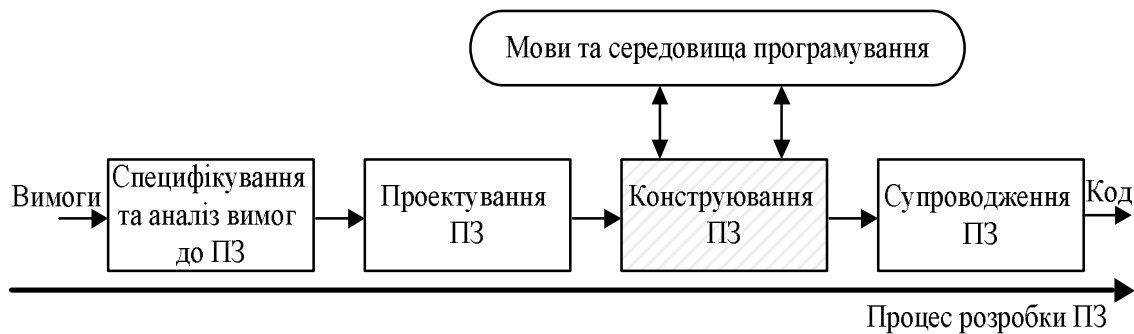 Мови та середовища програмування
Вимоги
Специфікування
та аналіз вимог
до ПЗ
Проектування
ПЗ
Конструювання
ПЗ
Супроводження
ПЗ
Код
Процес розробки ПЗ